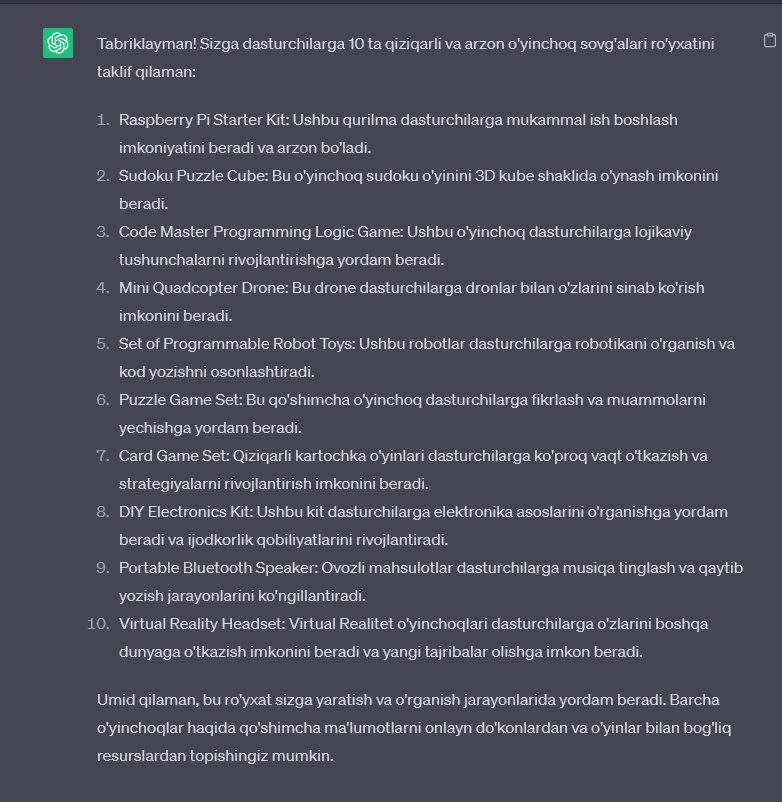 Tabriklayman! Sizga dasturchilarga 10 ta qiziqarli va arzon o'yinchoq sovg'alari ro'yxatini
taklif qilaman:
1. Raspberry Pi Starter Kit: Ushbu qurilma dasturchilarga mukammal ish boshlash
imkoniyatini beradi va arzon bo'ladi.
2. Sudoku Puzzle Cube: Bu o'yinchoq sudoku o'yinini 3D kube shaklida o'ynash imkonini
beradi.
3. Code Master Programming Logic Game: Ushbu o'yinchoq dasturchilarga lojikaviy
tushunchalarni rivojlantirishga yordam beradi.
4. Mini Quadcopter Drone: Bu drone dasturchilarga dronlar bilan o'zlarini sinab ko'rish
imkonini beradi.
5. Set of Programmable Robot Toys: Ushbu robotlar dasturchilarga robotikani o'rganish va
kod yozishni osonlashtiradi.
6. Puzzle Game Set: Bu qo'shimcha o'yinchoq dasturchilarga fikrlash va muammolarni
yechishga yordam beradi.
7. Card Game Set: Qiziqarli kartochka o'yinlari dasturchilarga ko'proq vaqt o'tkazish va
strategiyalarni rivojlantirish imkonini beradi.
8. DIY Electronics Kit: Ushbu kit dasturchilarga elektronika asoslarini o'rganishga yordam
beradi va ijodkorlik qobiliyatlarini rivojlantiradi.
9. Portable Bluetooth Speaker: Ovozli mahsulotlar dasturchilarga musiqa tinglash va qaytib
yozish jarayonlarini ko'ngillantiradi.
10. Virtual Reality Headset: Virtual Realitet o'yinchoqlari dasturchilarga o'zlarini boshqa
dunyaga o'tkazish imkonini beradi va yangi tajribalar olishga imkon beradi.
Umid qilaman, bu ro'yxat sizga yaratish va o'rganish jarayonlarida yordam beradi. Barcha
o'yinchoqlar haqida qo'shimcha ma'lumotlarni onlayn do'konlardan va o'yinlar bilan bog'liq
resurslardan topishingiz mumkin.